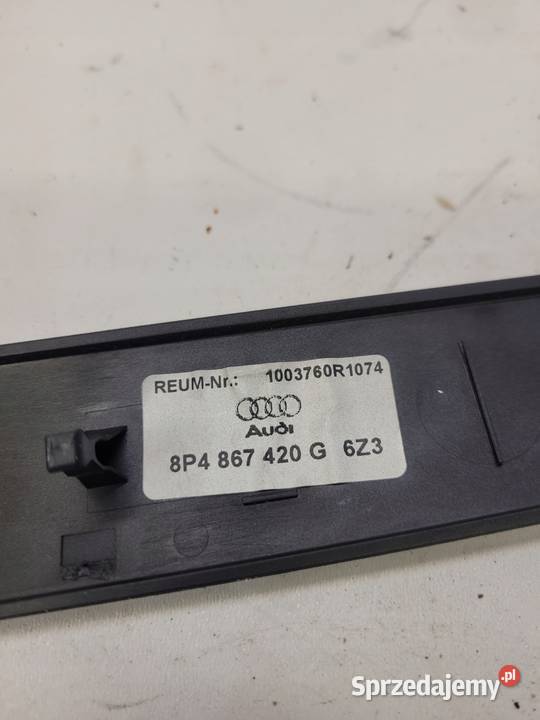 REUM-Nr.: 1003760R1074
Audi
8P4 867 420 G 6Z3
Sprzedajemy.pl